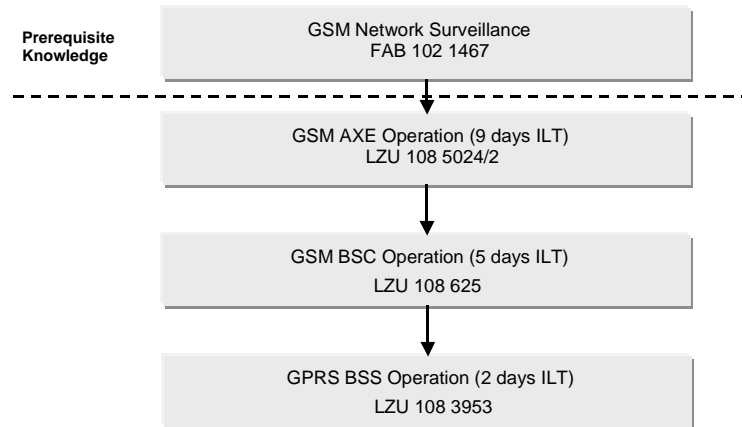 Prerequisite
Knowledge
GSM Network Surveillance
FAB 102 1467
GSM AXE Operation (9 days ILT)
LZU 108 5024/2
GSM BSC Operation (5 days ILT)
LZU 108 625
GPRS BSS Operation (2 days ILT)
LZU 108 3953